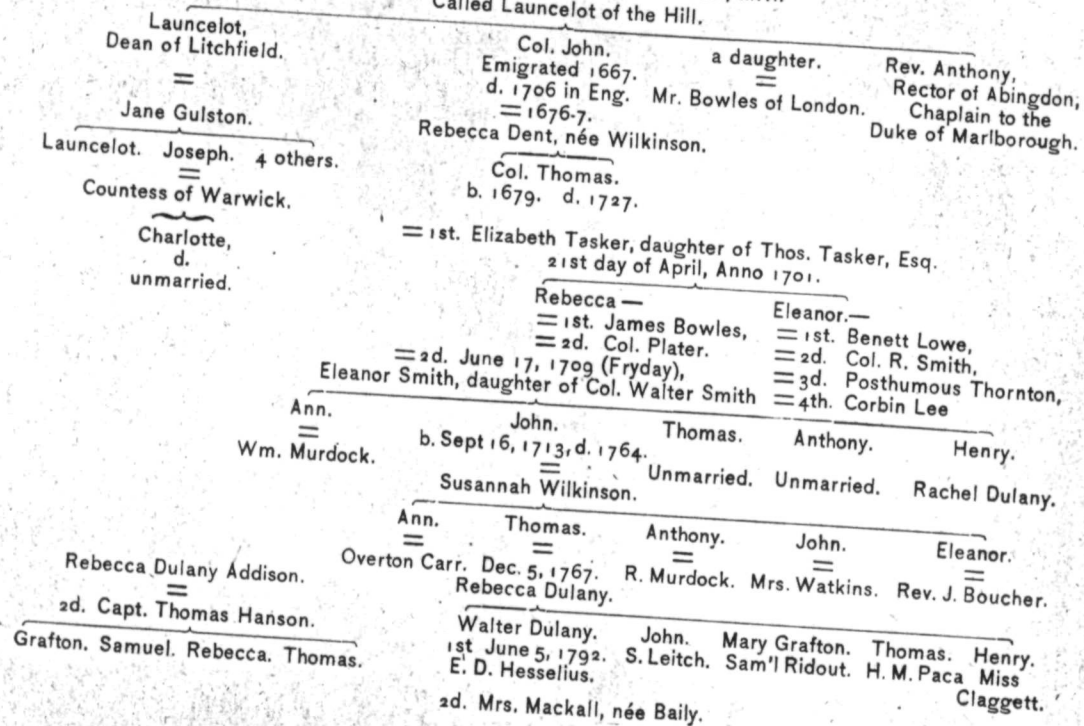 Called Launcelot of the Hill.
Launcelot,
Dean of Litchfield.
=
Jane Gulston.
Launcelot. Joseph. 4 others.
=
Countess of Warwick.
Charlotte,
d.
unmarried.
Col. John.
Emigrated 1667.
d. 1706 in Eng.
= 1676-7.
Rebecca Dent, née Wilkinson.
a daughter.
=
Mr. Bowles of London.
Rev. Anthony,
Rector of Abingdon,
Chaplain to the
Duke of Marlborough.
Col. Thomas.
b. 1679. d. 1727.
= 1st. Elizabeth Tasker, daughter of Thos. Tasker, Esq.
21st day of April, Anno 1701.
Rebecca —
= 1st. James Bowles,
= 2d. Col. Plater.
Eleanor.—
= 1st. Benett Lowe,
= 2d. Col. R. Smith,
= 3d. Posthumous Thornton,
= 4th. Corbin Lee
= 2d. June 17, 1709 (Fryday),
Eleanor Smith, daughter of Col. Walter Smith
Ann.
=
Wm. Murdock.
John.
b. Sept 16, 1713, d. 1764.
=
Susannah Wilkinson.
Thomas.
Unmarried.
Anthony.
Unmarried.
Henry.
Rachel Dulany.
Ann.
=
Overton Carr.
Thomas.
=
Dec. 5, 1767.
Rebecca Dulany.
Anthony.
=
R. Murdock.
John.
=
Mrs. Watkins.
Eleanor.
=
Rev. J. Boucher.
Rebecca Dulany Addison.
=
2d. Capt. Thomas Hanson.
Grafton. Samuel. Rebecca. Thomas.
Walter Dulany.
1st June 5, 1792.
E. D. Hesselius.
2d. Mrs. Mackall, née Baily.
John.
S. Leitch.
Mary Grafton.
Sam'l Ridout.
Thomas.
H. M. Paca
Henry.
Miss
Claggett.